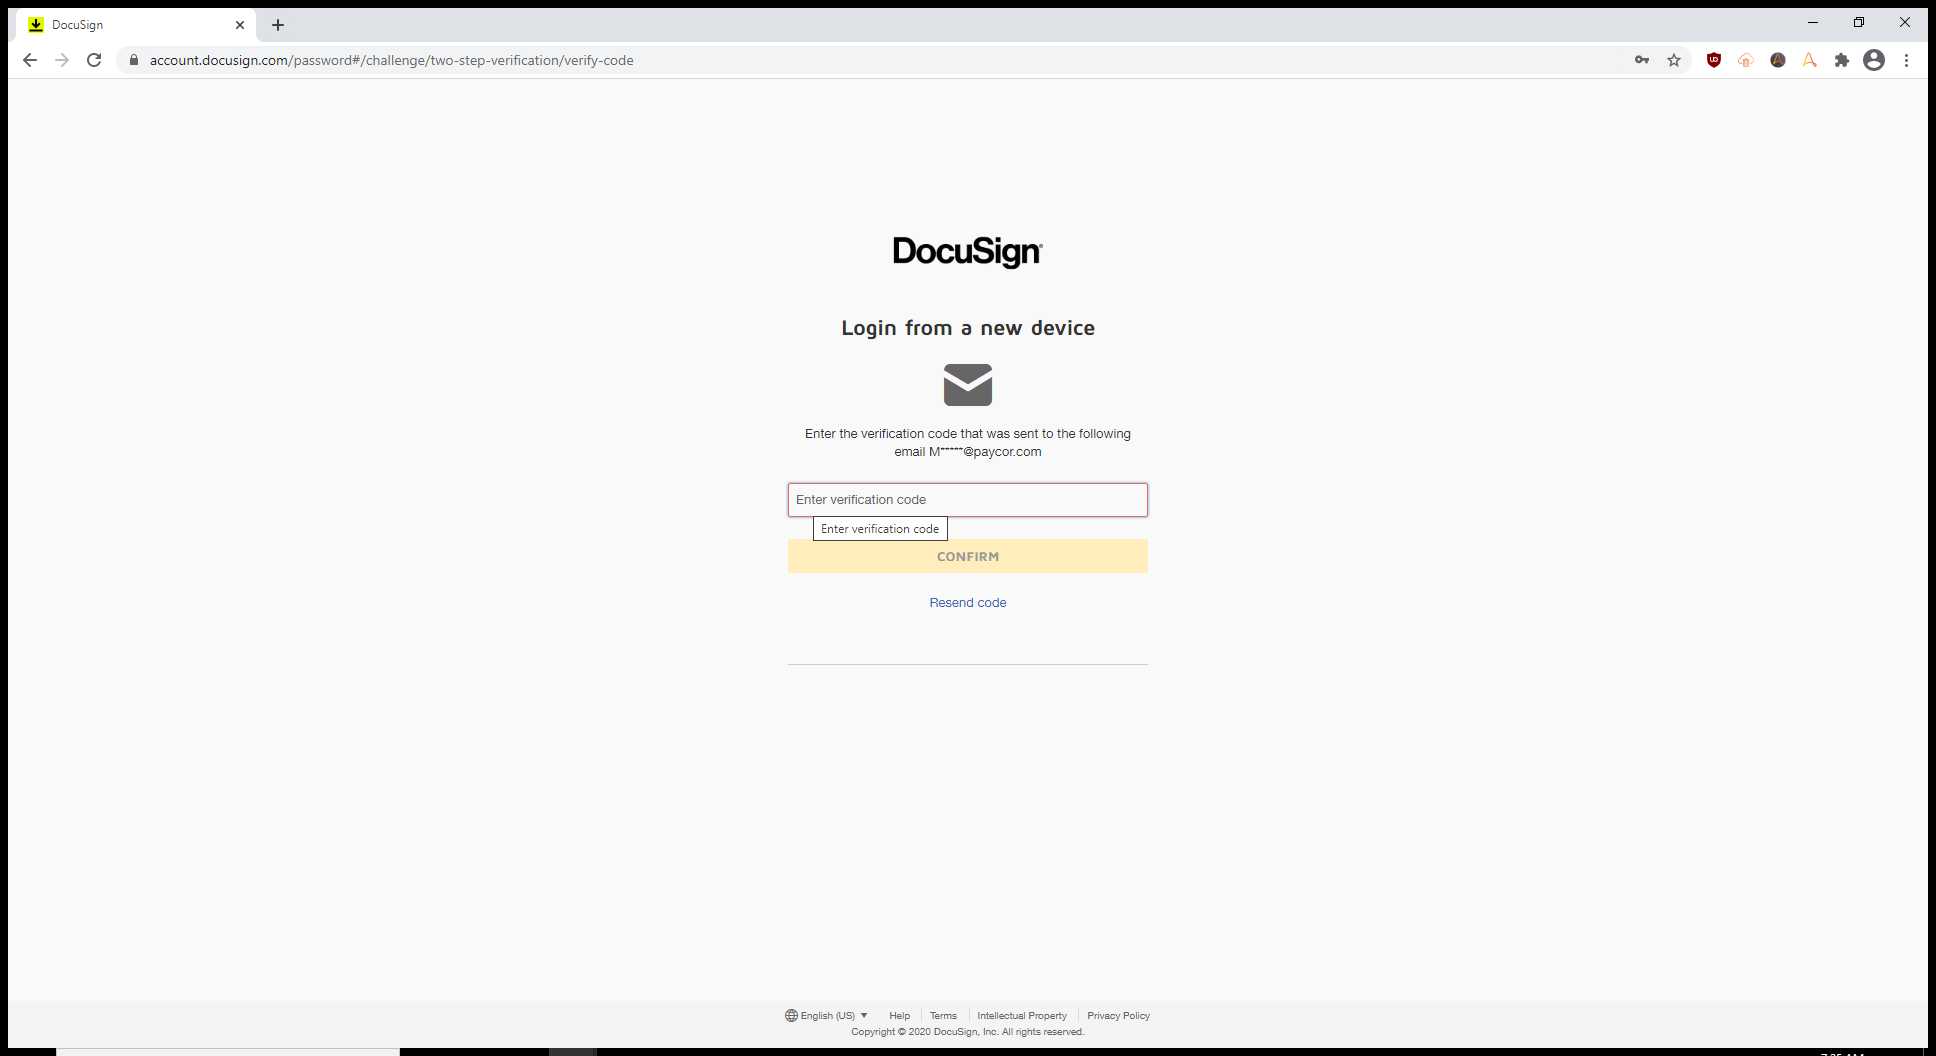 DocuSign
account.docusign.com/password#/challenge/two-step-verification/verify-code
DocuSign
Login from a new device
Enter the verification code that was sent to the following
email M*****@paycor.com
Enter verification code
Enter verification code
CONFIRM
Resend code
English (US) Help Terms Intellectual Property Privacy Policy
Copyright © 2020 DocuSign, Inc. All rights reserved.